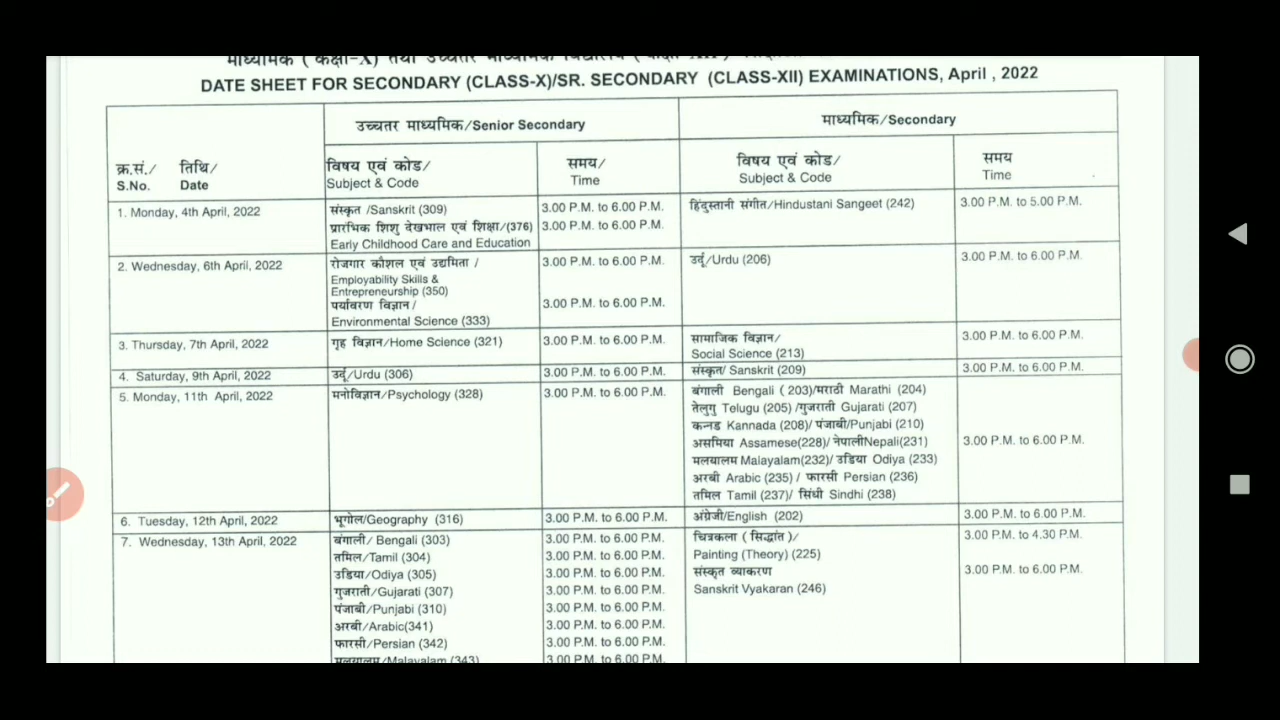 माध्यमिक (कक्षा-X) तथा उच्चतर माध्यमिक
DATE SHEET FOR SECONDARY (CLASS-X)/SR. SECONDARY (CLASS-XII) EXAMINATIONS, April , 2022
उच्चतर माध्यमिक/Senior Secondary
माध्यमिक/Secondary
क्र.सं./ तिथि/
S.No. Date
विषय एवं कोड/
Subject & Code
समय/
Time
विषय एवं कोड/
Subject & Code
समय
Time
1. Monday, 4th April, 2022
संस्कृत /Sanskrit (309)
3.00 P.M. to 6.00 P.M.
प्रारंभिक शिशु देखभाल एवं शिक्षा/(376)
3.00 P.M. to 6.00 P.M.
Early Childhood Care and Education
हिंदुस्तानी संगीत/Hindustani Sangeet (242)
3.00 P.M. to 5.00 P.M.
2. Wednesday, 6th April, 2022
रोजगार कौशल एवं उद्यमिता /
3.00 P.M. to 6.00 P.M.
Employability Skills &
Entrepreneurship (350)
पर्यावरण विज्ञान/
3.00 P.M. to 6.00 P.M.
Environmental Science (333)
उर्दू/Urdu (206)
3.00 P.M. to 6.00 P.M.
3. Thursday, 7th April, 2022
गृह विज्ञान/Home Science (321)
3.00 P.M. to 6.00 P.M.
सामाजिक विज्ञान/
Social Science (213)
3.00 P.M. to 6.00 P.M.
4. Saturday, 9th April, 2022
उर्दू/Urdu (306)
3.00 P.M. to 6.00 P.M.
संस्कृत/ Sanskrit (209)
3.00 P.M. to 6.00 P.M.
5. Monday, 11th April, 2022
मनोविज्ञान/Psychology (328)
3.00 P.M. to 6.00 P.M.
बंगाली Bengali ( 203)/मराठी Marathi (204)
तेलुगु Telugu (205) /गुजराती Gujarati (207)
कन्नड Kannada (208)/ पंजाबी/Punjabi (210)
असमिया Assamese(228)/ नेपालीNepali(231)
मलयालम Malayalam(232)/ उडिया Odiya (233)
अरबी Arabic (235) / फारसी Persian (236)
तमिल Tamil (237)/ सिंधी Sindhi (238)
3.00 P.M. to 6.00 P.M.
6. Tuesday, 12th April, 2022
भूगोल/Geography (316)
3.00 P.M. to 6.00 P.M.
अंग्रेजी/English (202)
3.00 P.M. to 6.00 P.M.
7. Wednesday, 13th April, 2022
बंगाली/ Bengali (303)
3.00 P.M. to 6.00 P.M.
तमिल/Tamil (304)
3.00 P.M. to 6.00 P.M.
उडिया/Odiya (305)
3.00 P.M. to 6.00 P.M.
गुजराती/Gujarati (307)
3.00 P.M. to 6.00 P.M.
पंजाबी/Punjabi (310)
3.00 P.M. to 6.00 P.M.
अरबी/Arabic(341)
3.00 P.M. to 6.00 P.M.
फारसी/Persian (342)
3.00 P.M. to 6.00 P.M.
मलयालम/Malayalam (343)
3.00 P.M. to 6.00 P.M.
चित्रकला ( सिद्धांत )/
3.00 P.M. to 4.30 P.M.
Painting (Theory) (225)
संस्कृत व्याकरण
3.00 P.M. to 6.00 P.M.
Sanskrit Vyakaran (246)